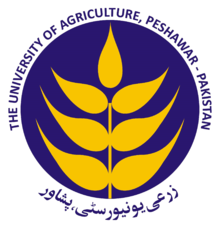 THE UNIVERSITY OF AGRICULTURE, PESHAWAR - PAKISTAN
زرعی یونیورسٹی، پشاور